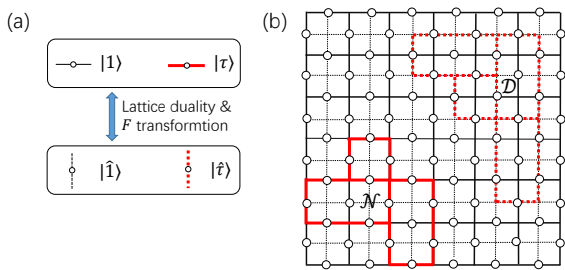 (a)
|1⟩ |τ⟩
Lattice duality &
F transformtion
|1̂⟩ |τ̂⟩
(b)
𝒟
𝒩